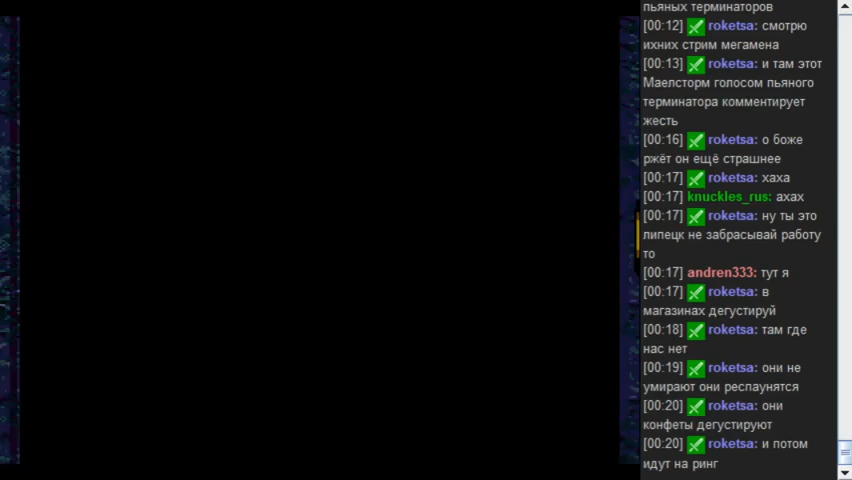 пьяных терминаторов
[00:12] roketsa: смотрю
ихних стрим мегамена
[00:13] roketsa: и там этот
Маелсторм голосом пьяного
терминатора комментирует
жесть
[00:16] roketsa: о боже
ржёт он ещё страшнее
[00:17] roketsa: хаха
[00:17] knuckles_rus: ахах
[00:17] roketsa: ну ты это
липецк не забрасывай работу
то
[00:17] andren333: тут я
[00:17] roketsa: в
магазинах дегустируй
[00:18] roketsa: там где
нас нет
[00:19] roketsa: они не
умирают они респаунятся
[00:20] roketsa: они
конфеты дегустируют
[00:20] roketsa: и потом
идут на ринг